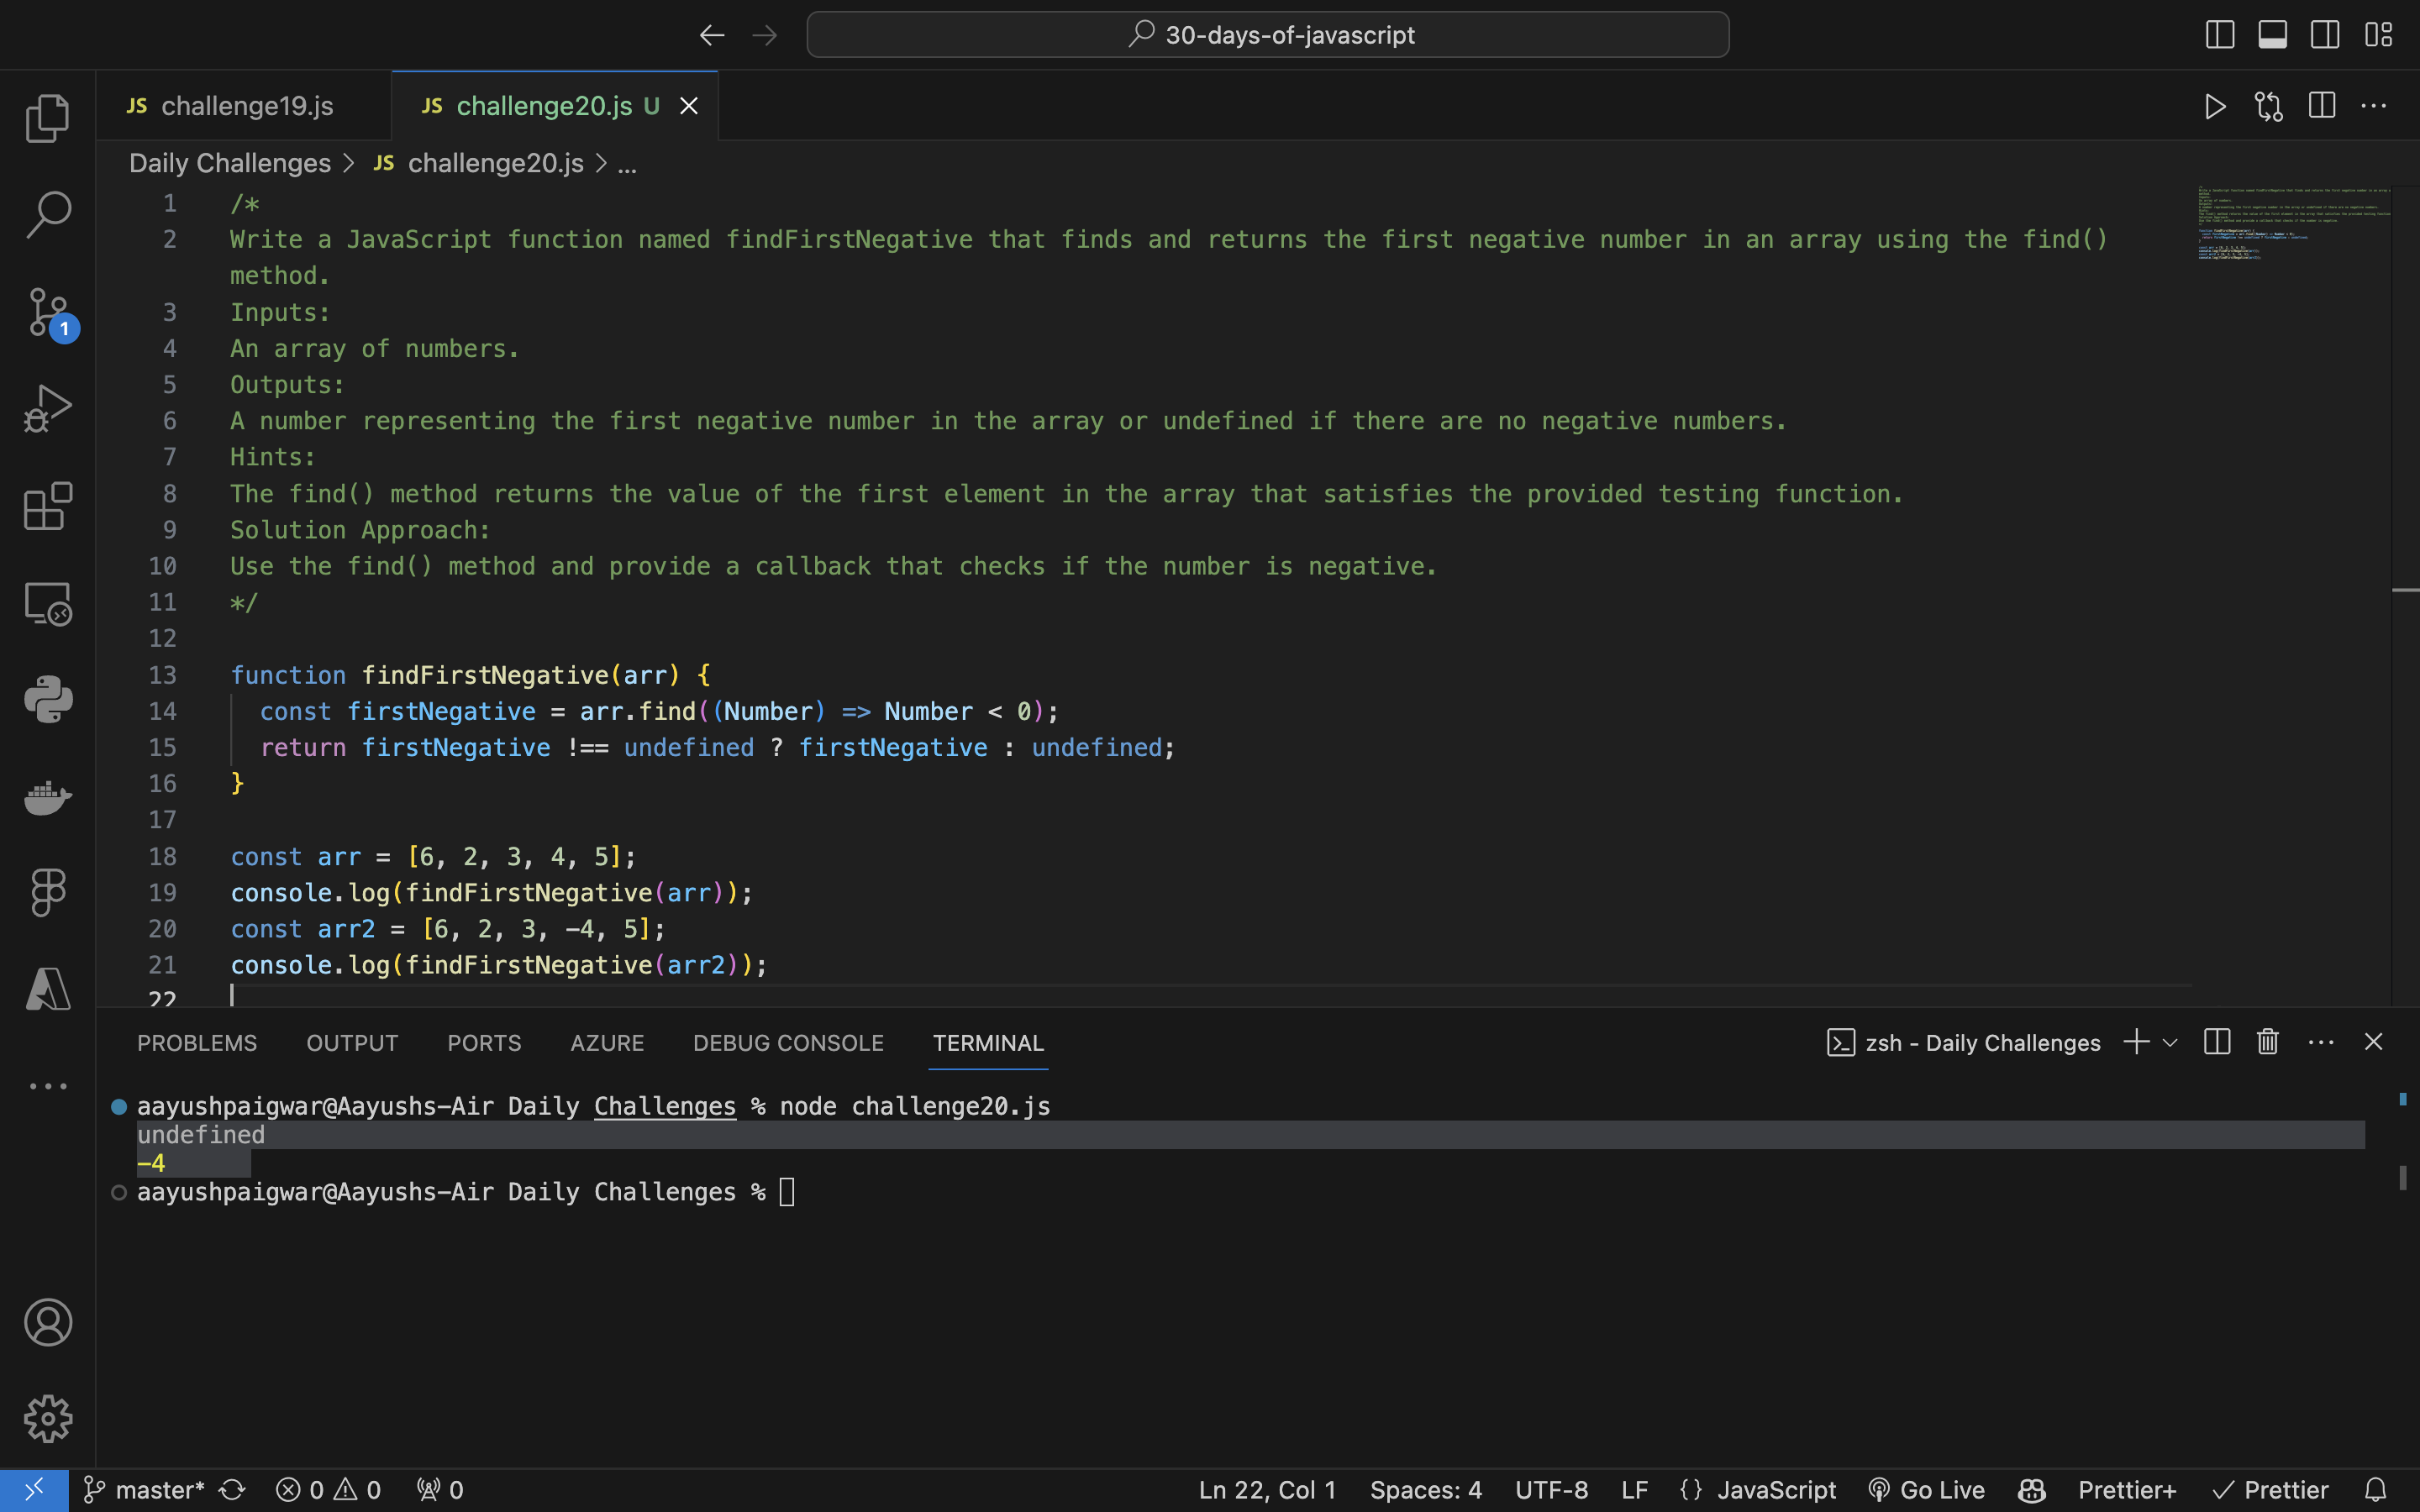 30-days-of-javascript
JS challenge19.js
JS challenge20.js U
Daily Challenges > JS challenge20.js > ...
1 /*
2 Write a JavaScript function named findFirstNegative that finds and returns the first negative number in an array using the find()
method.
3 Inputs:
4 An array of numbers.
5 Outputs:
6 A number representing the first negative number in the array or undefined if there are no negative numbers.
7 Hints:
8 The find() method returns the value of the first element in the array that satisfies the provided testing function.
9 Solution Approach:
10 Use the find() method and provide a callback that checks if the number is negative.
11 */
12
13 function findFirstNegative(arr) {
14 const firstNegative = arr.find((Number) => Number < 0);
15 return firstNegative !== undefined ? firstNegative : undefined;
16 }
17
18 const arr = [6, 2, 3, 4, 5];
19 console.log(findFirstNegative(arr));
20 const arr2 = [6, 2, 3, -4, 5];
21 console.log(findFirstNegative(arr2));
22
1
PROBLEMS OUTPUT PORTS AZURE DEBUG CONSOLE TERMINAL zsh - Daily Challenges
aayushpaigwar@Aayushs-Air Daily Challenges % node challenge20.js
undefined
-4
aayushpaigwar@Aayushs-Air Daily Challenges %
master* 0 0 0 Ln 22, Col 1 Spaces: 4 UTF-8 LF {} JavaScript Go Live Prettier+ Prettier